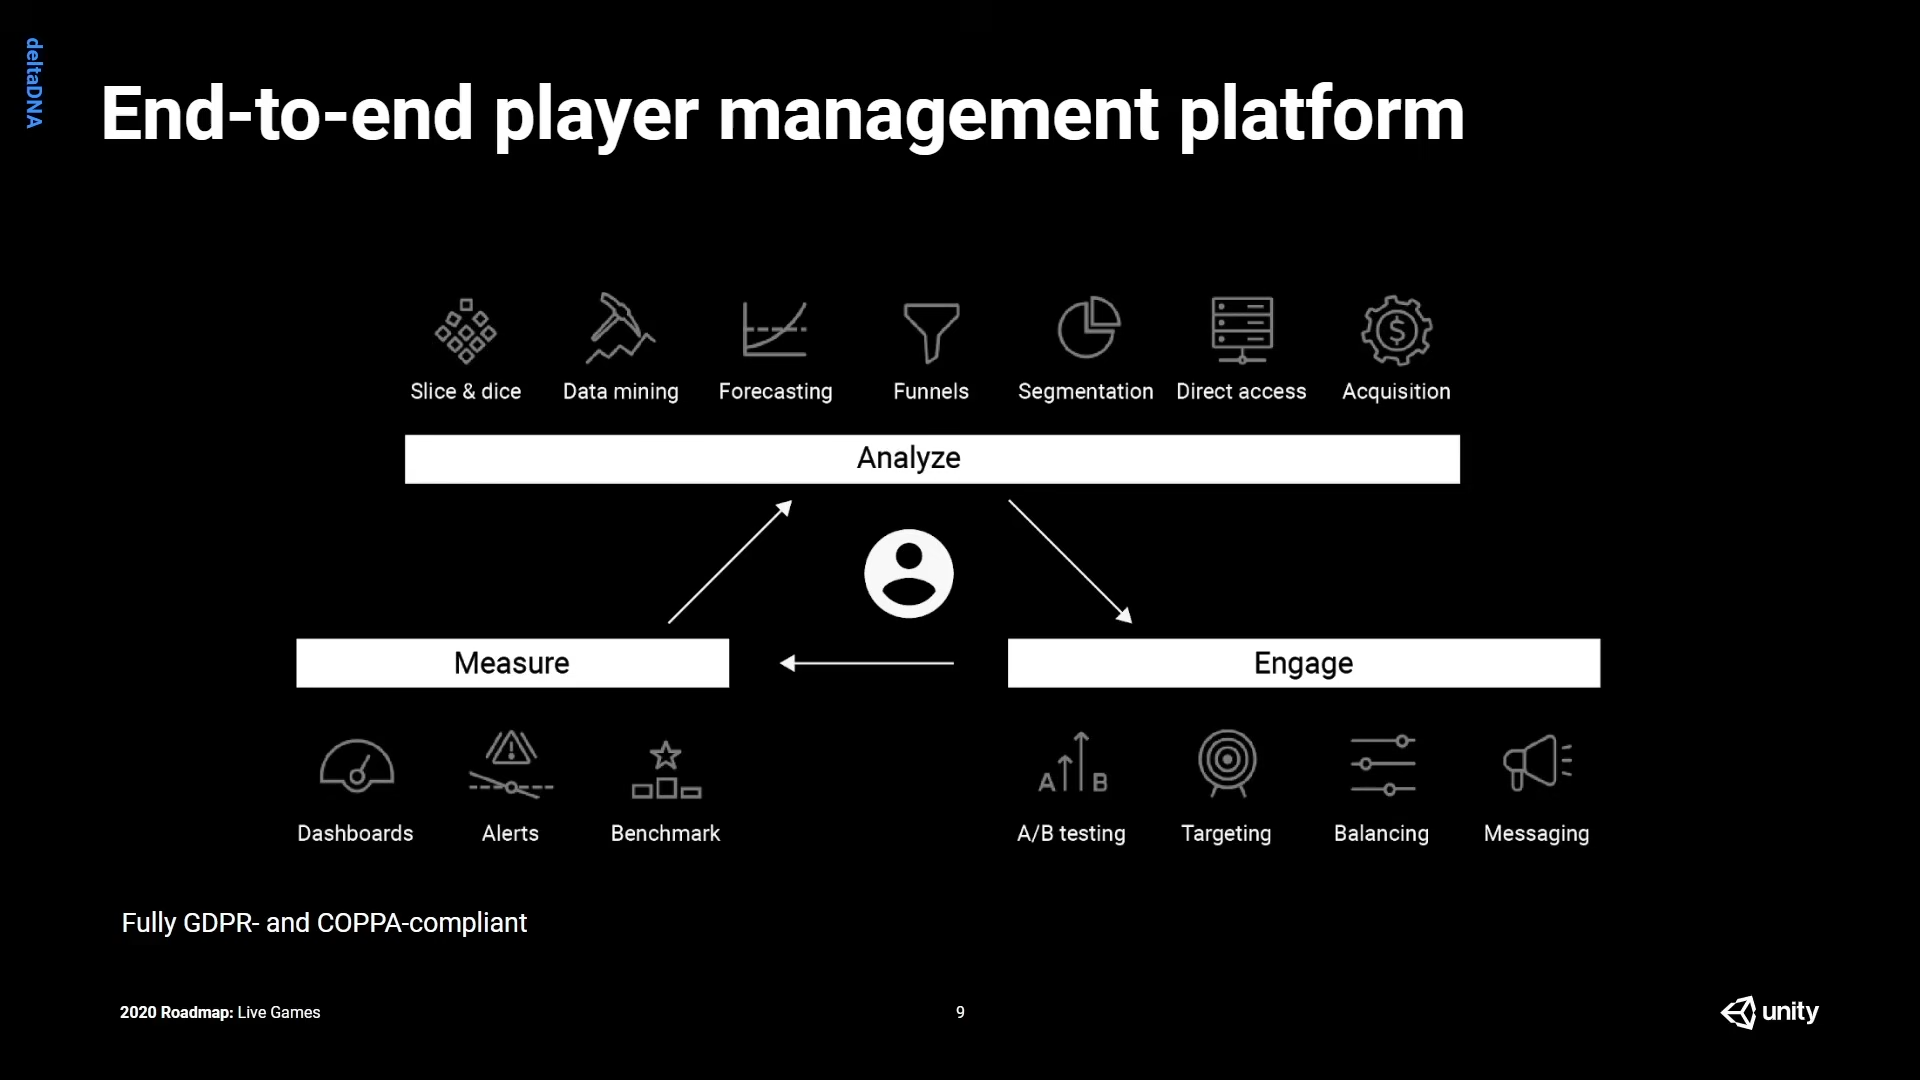 deltaDNA
End-to-end player management platform
Slice & dice Data mining Forecasting Funnels Segmentation Direct access Acquisition
Analyze
Measure
Engage
A B
Dashboards Alerts Benchmark
A/B testing Targeting Balancing Messaging
Fully GDPR- and COPPA-compliant
2020 Roadmap: Live Games
9
unity